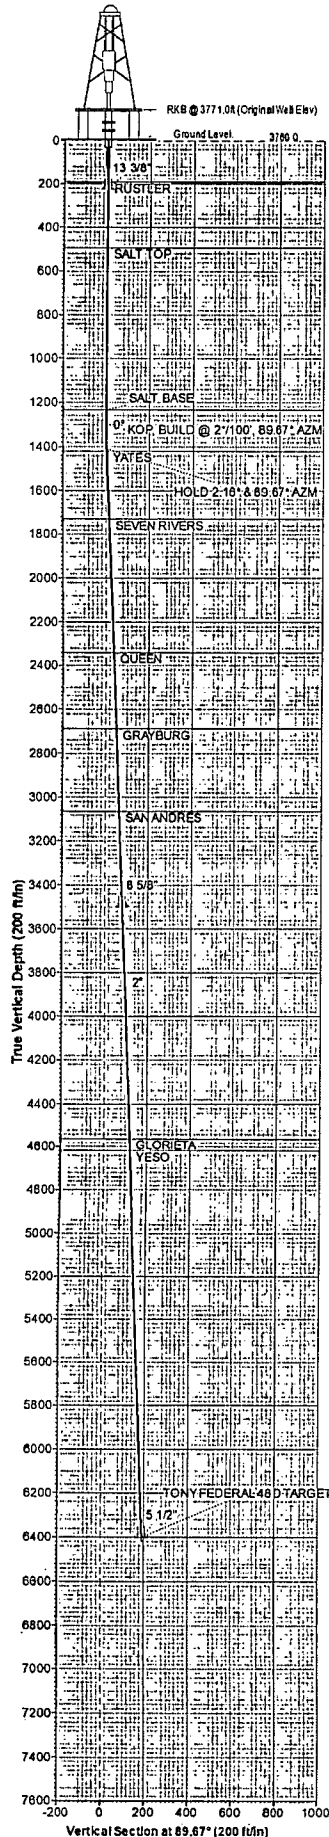 RKB @ 3771.0ft (Original Well Elev)
Ground Level: 3760.0
0
13 3/8"
200
RUSTLER
400
SALT TOP
600
800
1000
SALT BASE
1200
0° KOP, BUILD @ 2°/100', 89.67° AZM
1400
YATES
HOLD 2.16° & 89.67° AZM
1600
SEVEN RIVERS
1800
2000
2200
QUEEN
2400
2600
GRAYBURG
2800
3000
SAN ANDRES
3200
8 5/8"
3400
3600
3800
2°
4000
True Vertical Depth (200 ft/in)
4200
4400
GLORIETA
4600
YESO
4800
5000
5200
5400
5600
5800
6000
6200
TONY FEDERAL 48 D TARGET
5 1/2"
6400
6600
6800
7000
7200
7400
7600
-200 0 200 400 600 800 1000
Vertical Section at 89.67° (200 ft/in)